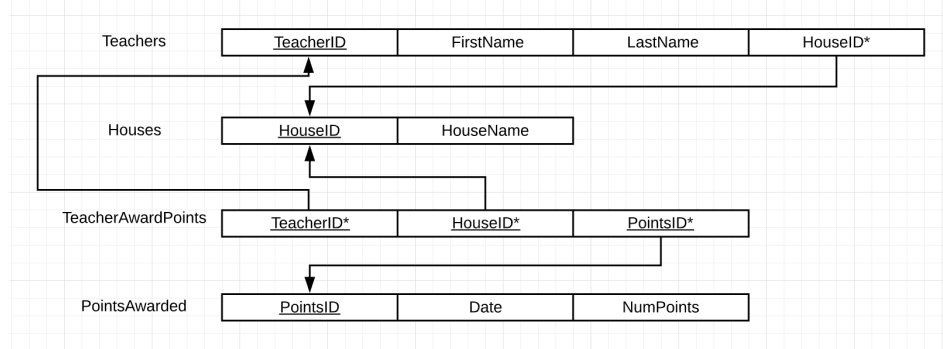 Teachers TeacherID FirstName LastName HouseID*
Houses HouseID HouseName
TeacherAwardPoints TeacherID* HouseID* PointsID*
PointsAwarded PointsID Date NumPoints